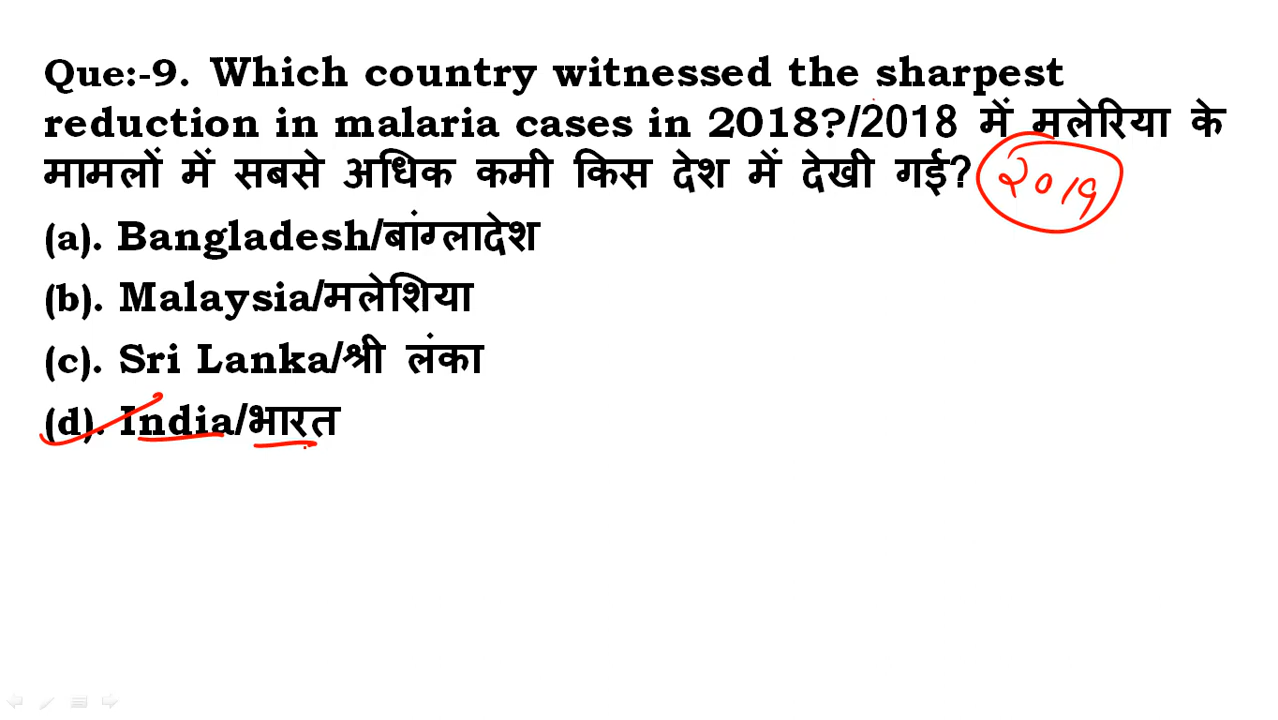 Que:-9. Which country witnessed the sharpest
reduction in malaria cases in 2018?/2018 में मलेरिया के
मामलों में सबसे अधिक कमी किस देश में देखी गई?
2019
(a). Bangladesh/बांग्लादेश
(b). Malaysia/मलेशिया
(c). Sri Lanka/श्री लंका
(d). India/भारत